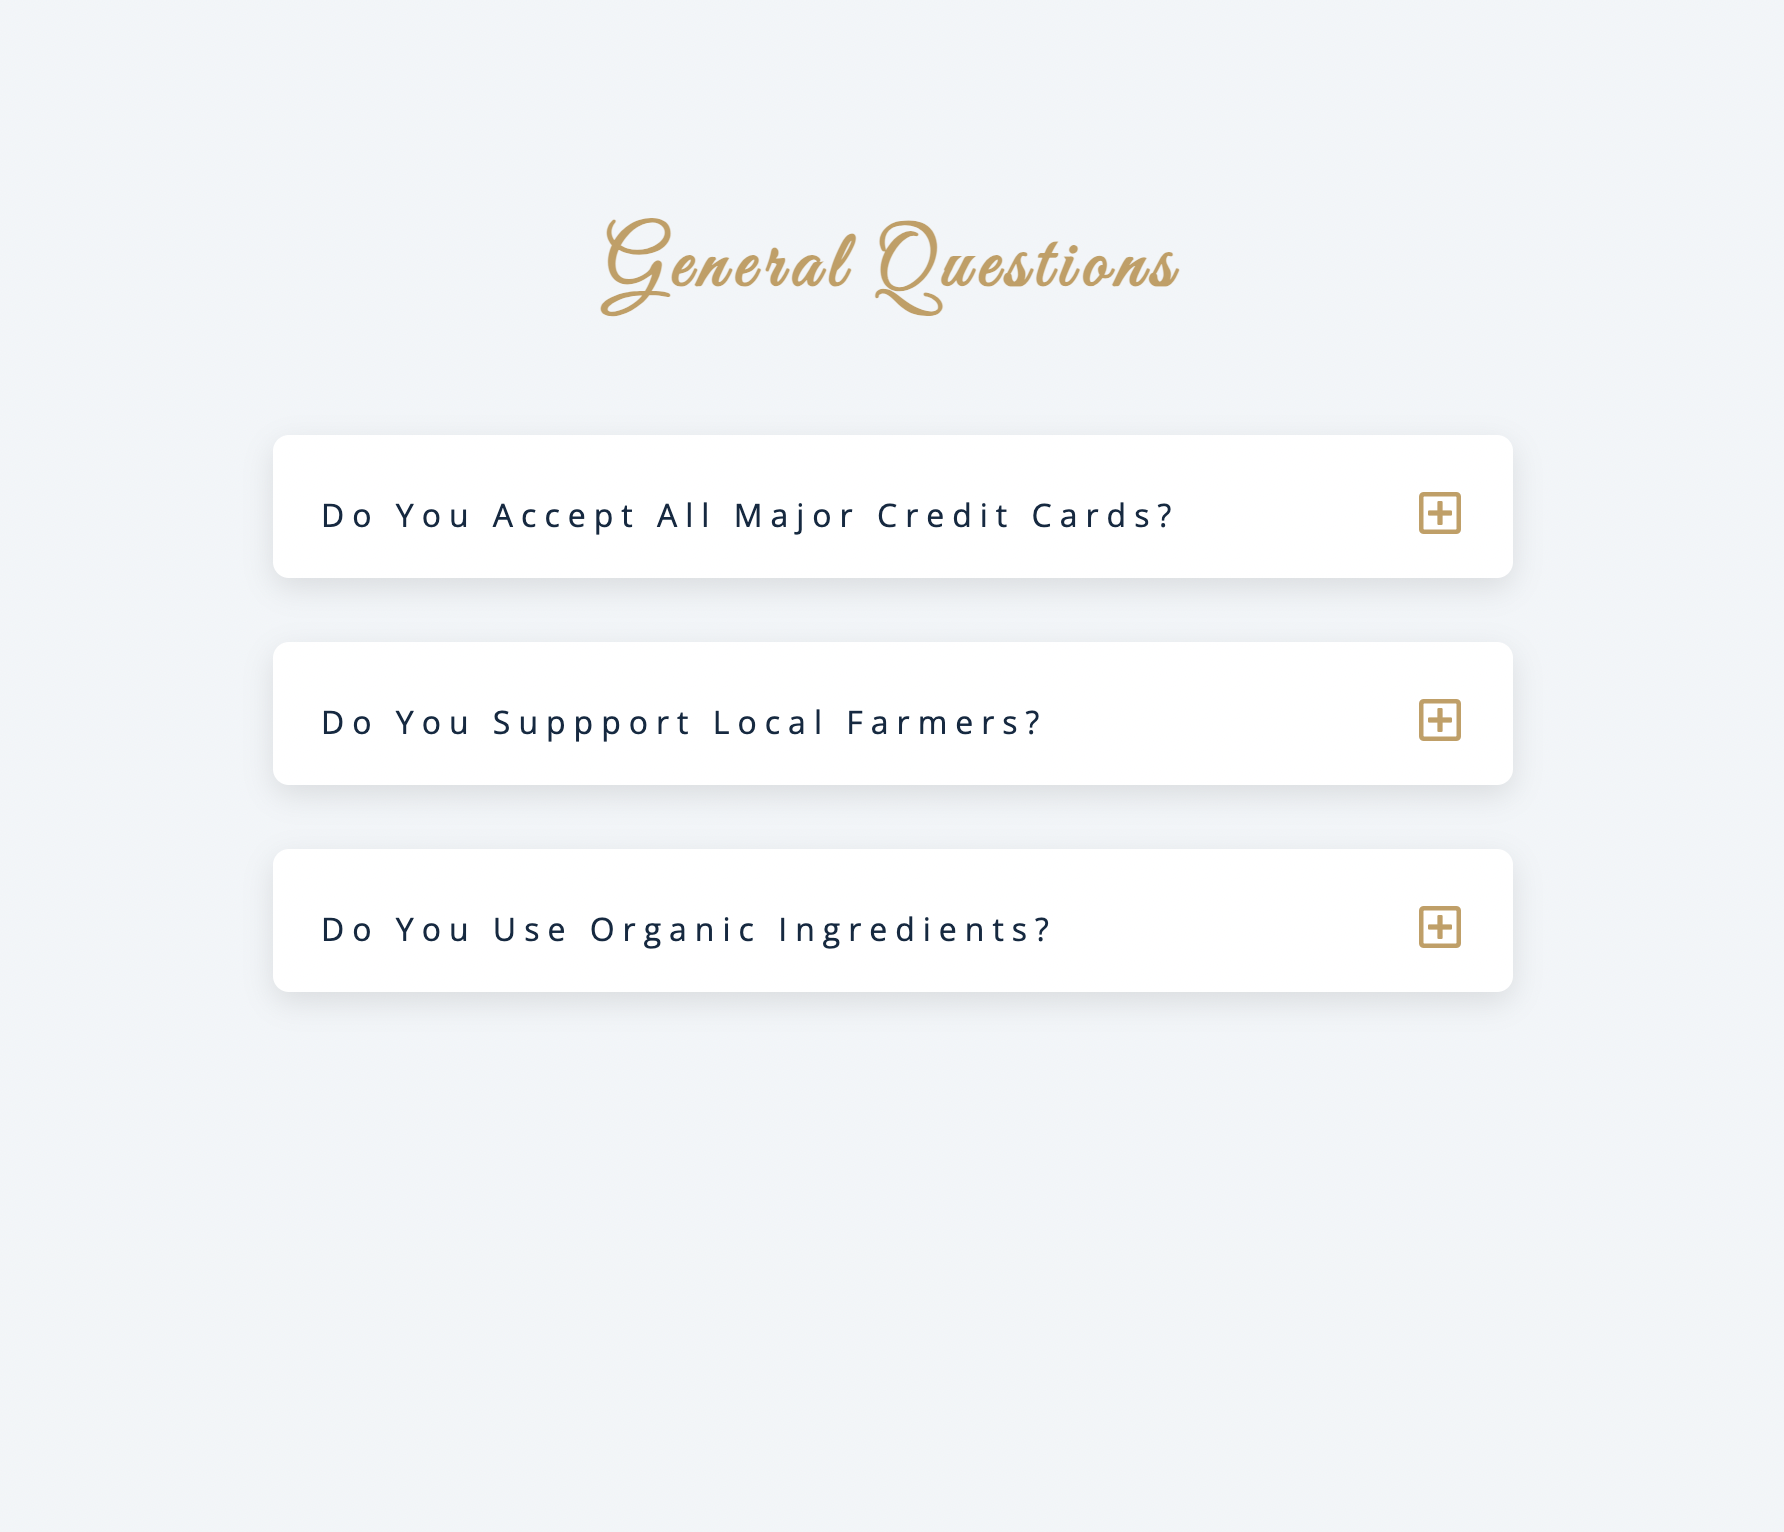 General Questions
Do You Accept All Major Credit Cards?
Do You Suppport Local Farmers?
Do You Use Organic Ingredients?